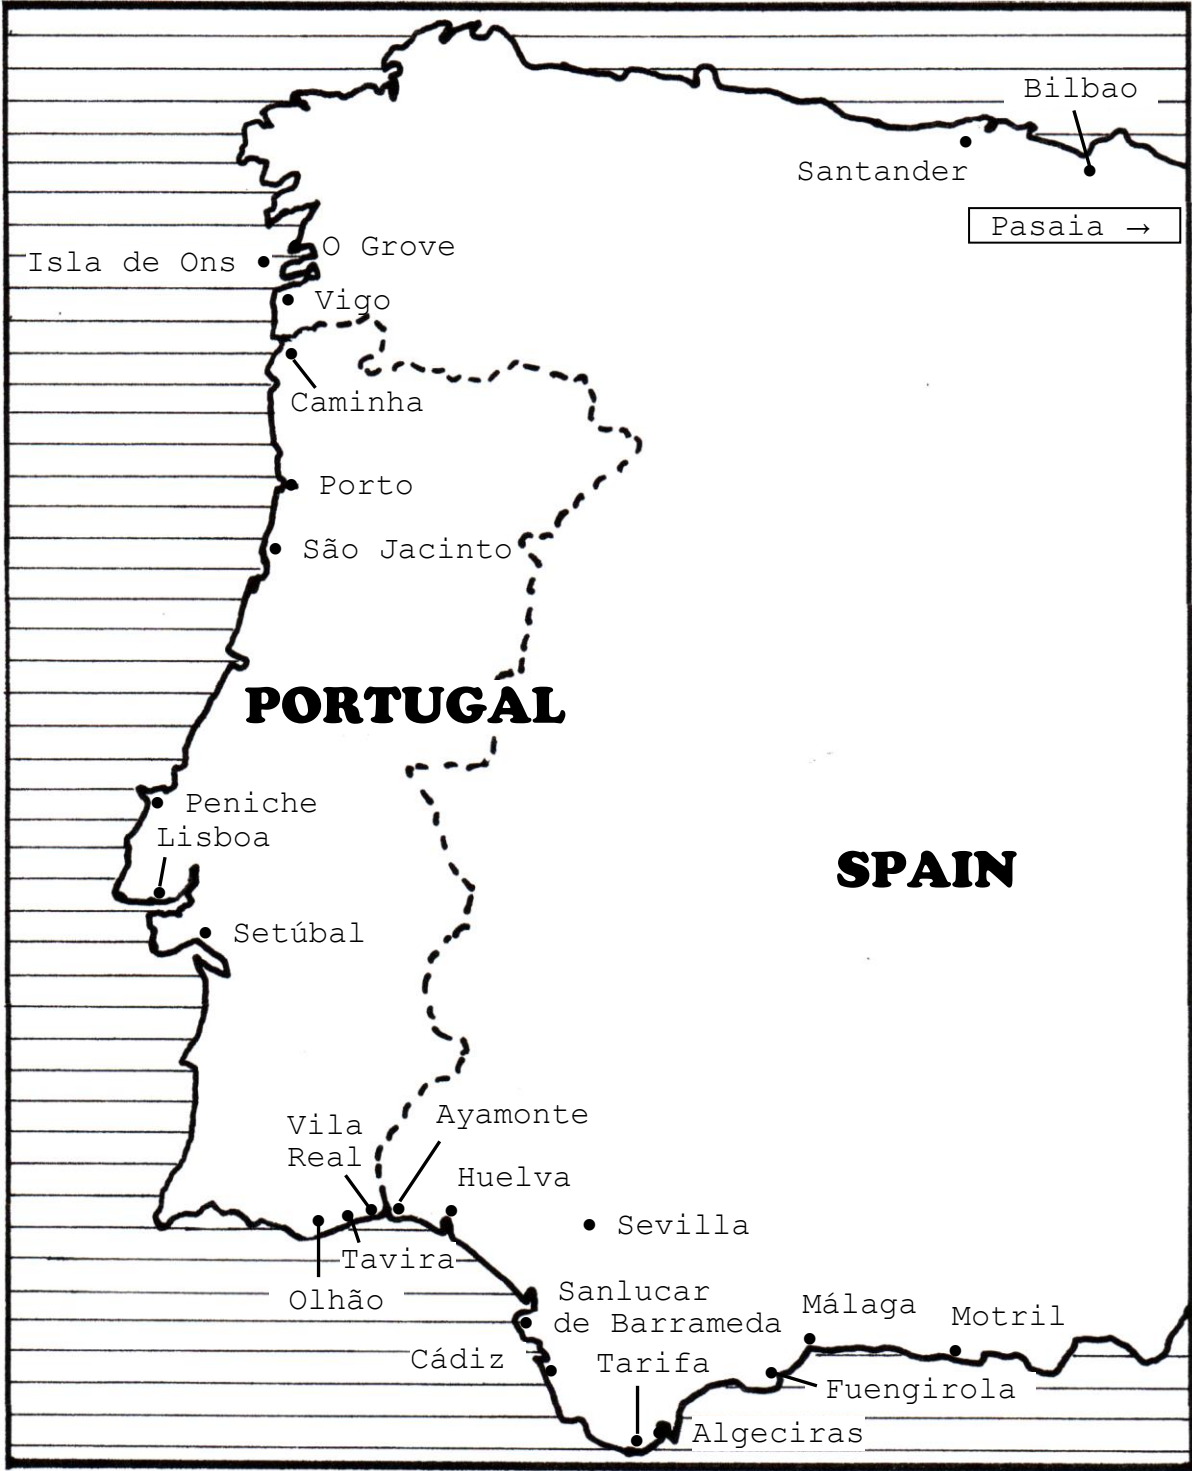 Bilbao
Santander
Pasaia →
O Grove
Isla de Ons
Vigo
Caminha
Porto
São Jacinto
PORTUGAL
Peniche
Lisboa
SPAIN
Setúbal
Ayamonte
Vila
Real
Huelva
Sevilla
Tavira
Olhão
Sanlucar
de Barrameda
Málaga
Motril
Cádiz
Tarifa
Fuengirola
Algeciras